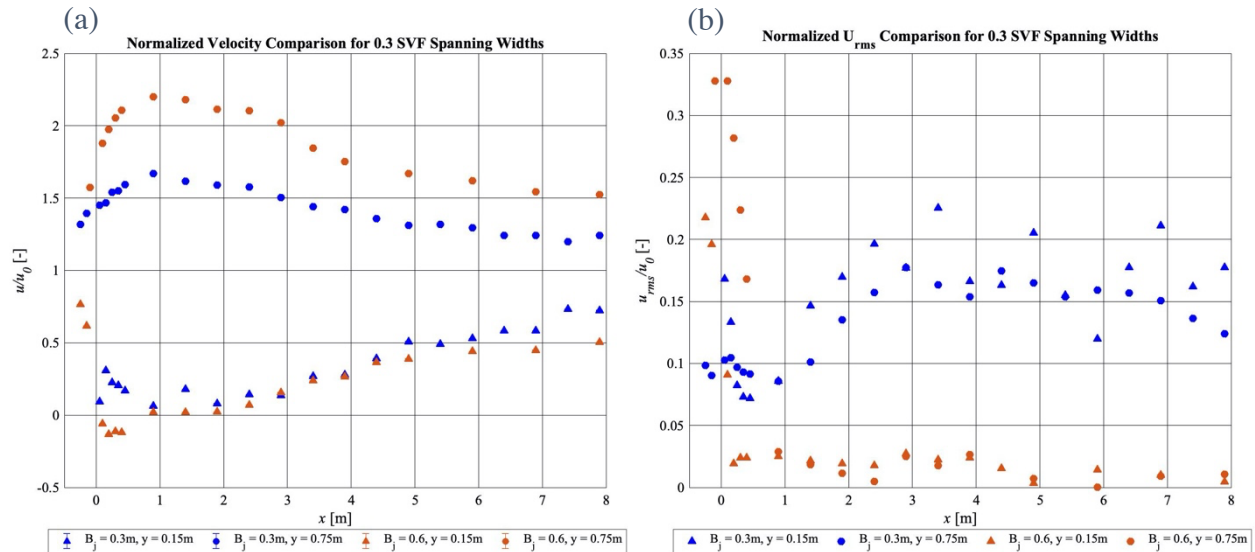 (a)
Normalized Velocity Comparison for 0.3 SVF Spanning Widths
2.5
2
1.5
1
0.5
0
-0.5
u/u0 [-]
0 1 2 3 4 5 6 7 8
x [m]
Bj = 0.3m, y = 0.15m Bj = 0.3m, y = 0.75m Bj = 0.6, y = 0.15m Bj = 0.6, y = 0.75m
(b)
Normalized Urms Comparison for 0.3 SVF Spanning Widths
0.35
0.3
0.25
0.2
0.15
0.1
0.05
0
urms/u0 [-]
0 1 2 3 4 5 6 7 8
x [m]
Bj = 0.3m, y = 0.15m Bj = 0.3m, y = 0.75m Bj = 0.6, y = 0.15m Bj = 0.6, y = 0.75m